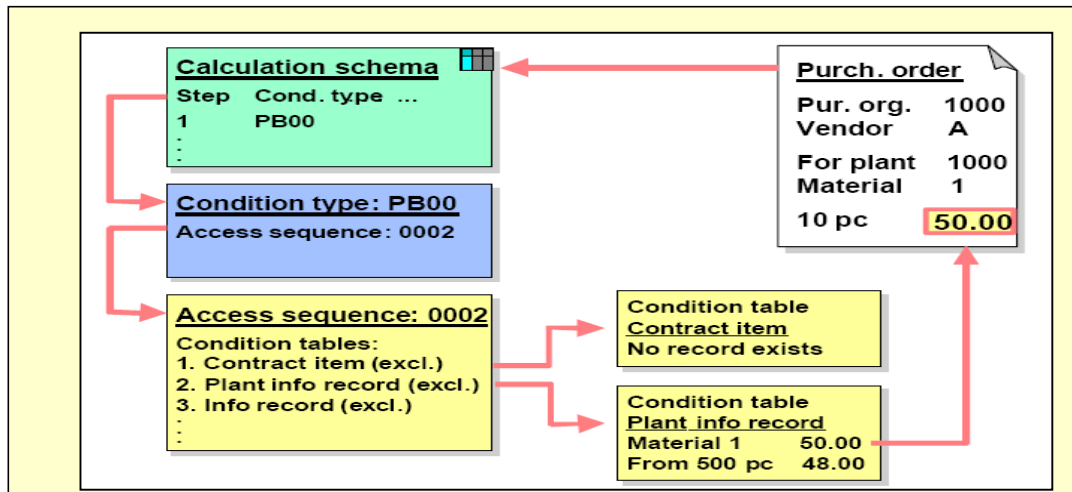 Calculation schema
Step Cond. type ...
1 PB00
:
:
Condition type: PB00
Access sequence: 0002
Access sequence: 0002
Condition tables:
1. Contract item (excl.)
2. Plant info record (excl.)
3. Info record (excl.)
:
:
Condition table
Contract item
No record exists
Condition table
Plant info record
Material 1 50.00
From 500 pc 48.00
Purch. order
Pur. org. 1000
Vendor A
For plant 1000
Material 1
10 pc 50.00